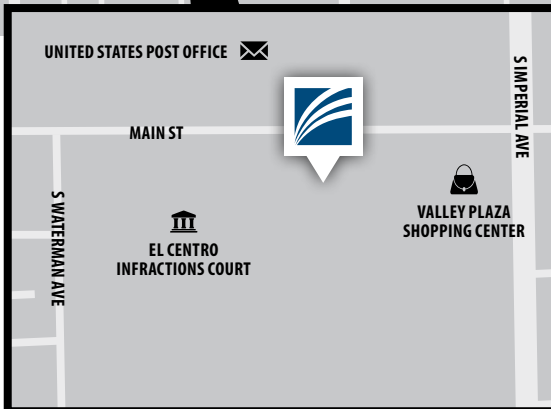 UNITED STATES POST OFFICE
S IMPERIAL AVE
MAIN ST
S WATERMAN AVE
VALLEY PLAZA
SHOPPING CENTER
EL CENTRO
INFRACTIONS COURT